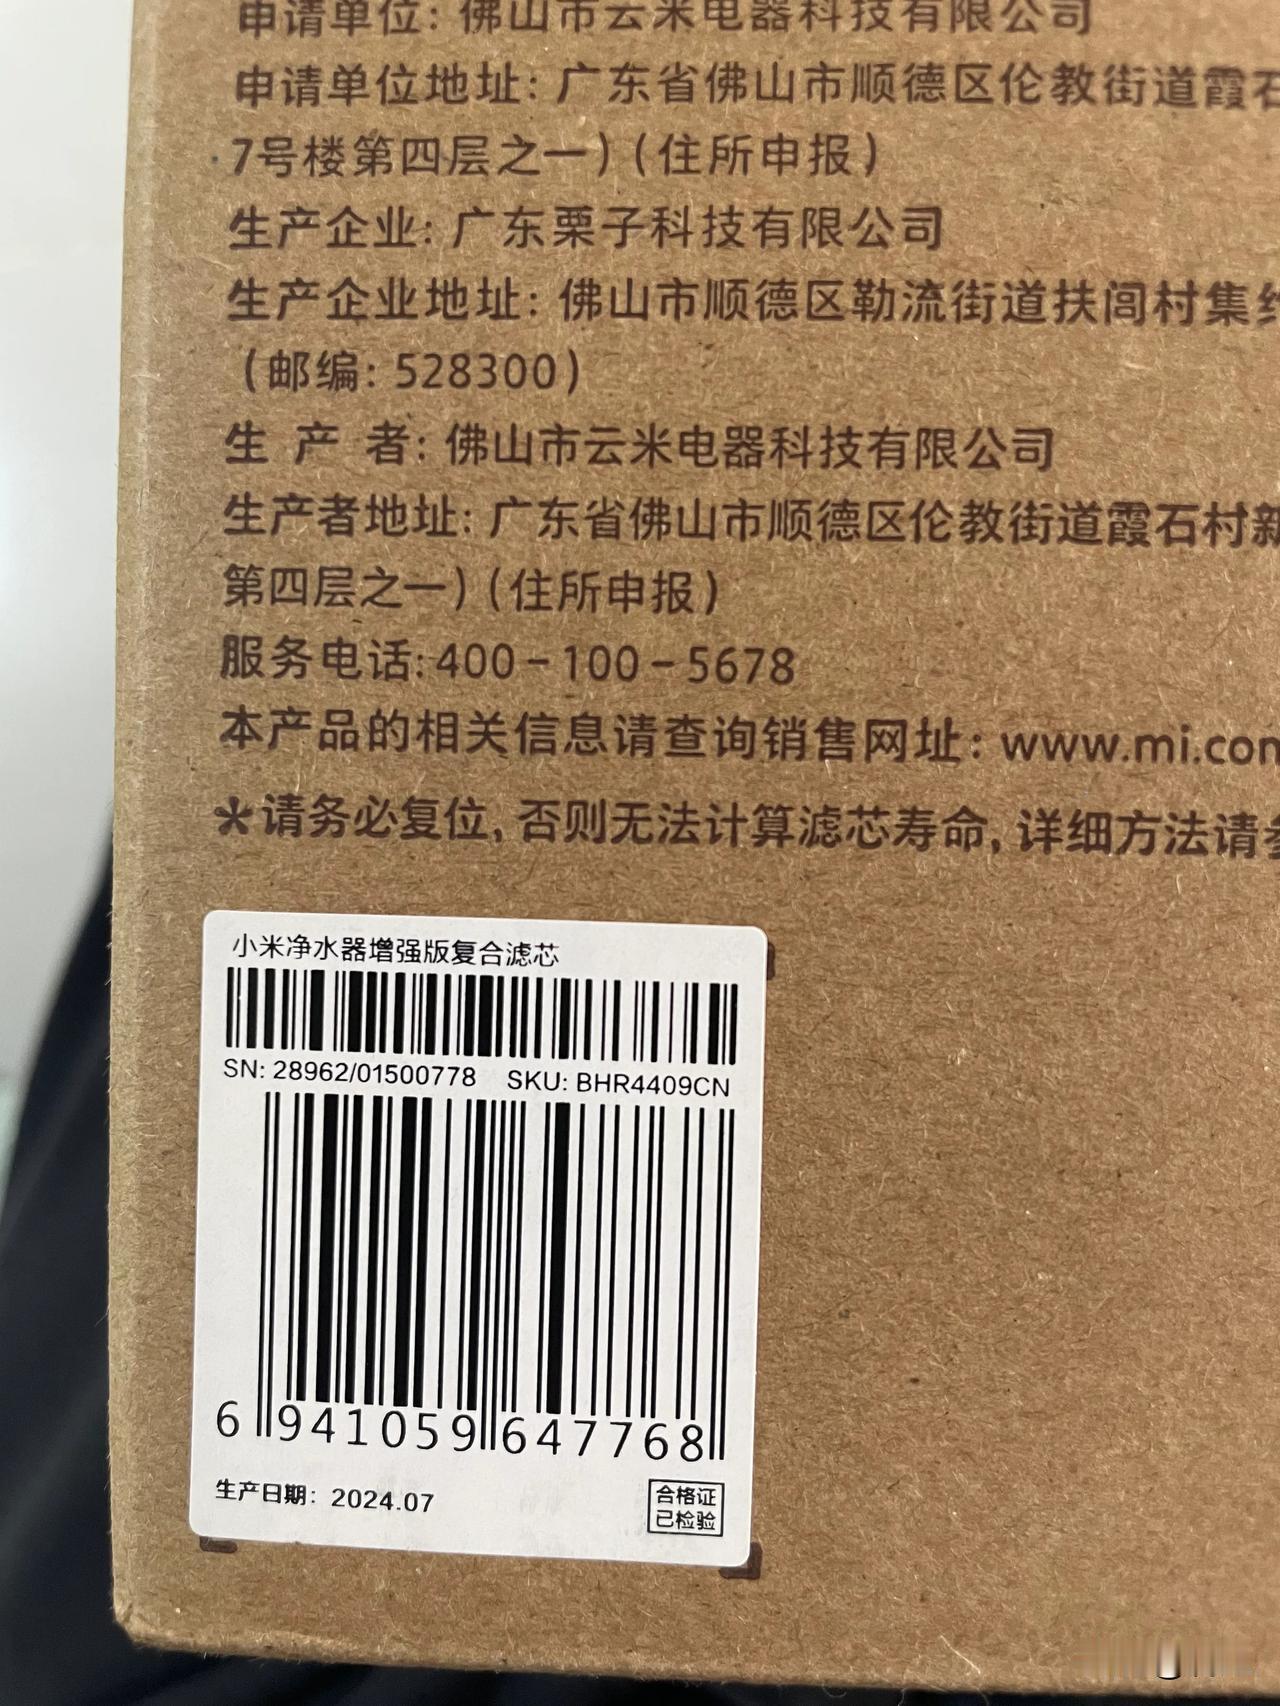 申请单位：佛山市云米电器科技有限公司
申请单位地址：广东省佛山市顺德区伦教街道霞石
7号楼第四层之一)(住所申报)
生产企业：广东栗子科技有限公司
生产企业地址：佛山市顺德区勒流街道扶闾村集约
(邮编：528300)
生 产 者：佛山市云米电器科技有限公司
生产者地址：广东省佛山市顺德区伦教街道霞石村新
第四层之一)(住所申报)
服务电话：400-100-5678
本产品的相关信息请查询销售网址：www.mi.com
*请务必复位，否则无法计算滤芯寿命，详细方法请参
小米净水器增强版复合滤芯
SN: 28962/01500778 SKU: BHR4409CN
6 941059 647768
生产日期：2024.07
合格证
已检验